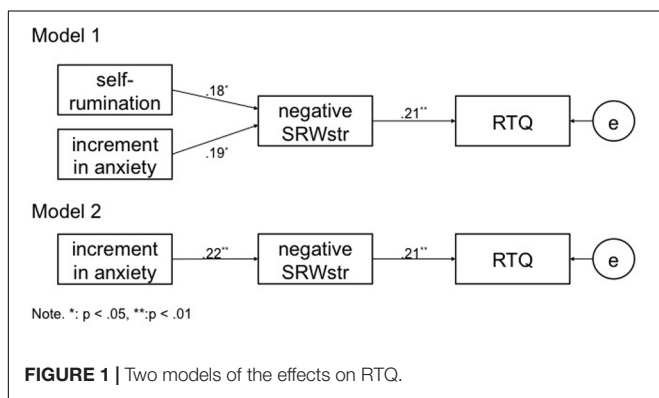 Model 1
self-
rumination
.18*
increment
in anxiety
.19*
negative
SRWstr
.21**
RTQ
e
Model 2
increment
in anxiety
.22**
negative
SRWstr
.21**
RTQ
e
Note. *: p < .05, **:p < .01
FIGURE 1 | Two models of the effects on RTQ.